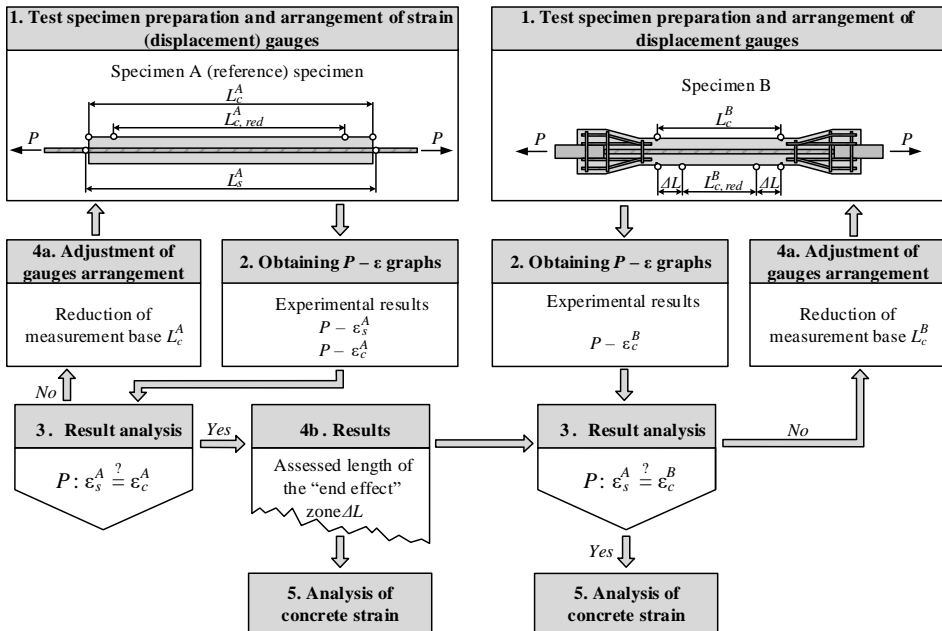 1. Test specimen preparation and arrangement of strain
(displacement) gauges
Specimen A (reference) specimen
L_c^A
L_{c, red}^A
P
P
L_s^A
4a. Adjustment of
gauges arrangement
Reduction of
measurement base L_c^A
2. Obtaining P – ε graphs
Experimental results
P – ε_s^A
P – ε_c^A
No
3. Result analysis
P: ε_s^A ?= ε_c^A
Yes
4b. Results
Assessed length of
the “end effect”
zone ΔL
5. Analysis of
concrete strain
1. Test specimen preparation and arrangement of
displacement gauges
Specimen B
L_c^B
P
P
ΔL
L_{c, red}^B
ΔL
2. Obtaining P – ε graphs
Experimental results
P – ε_c^B
4a. Adjustment of
gauges arrangement
Reduction of
measurement base L_c^B
3. Result analysis
P: ε_s^A ?= ε_c^B
No
Yes
5. Analysis of
concrete strain